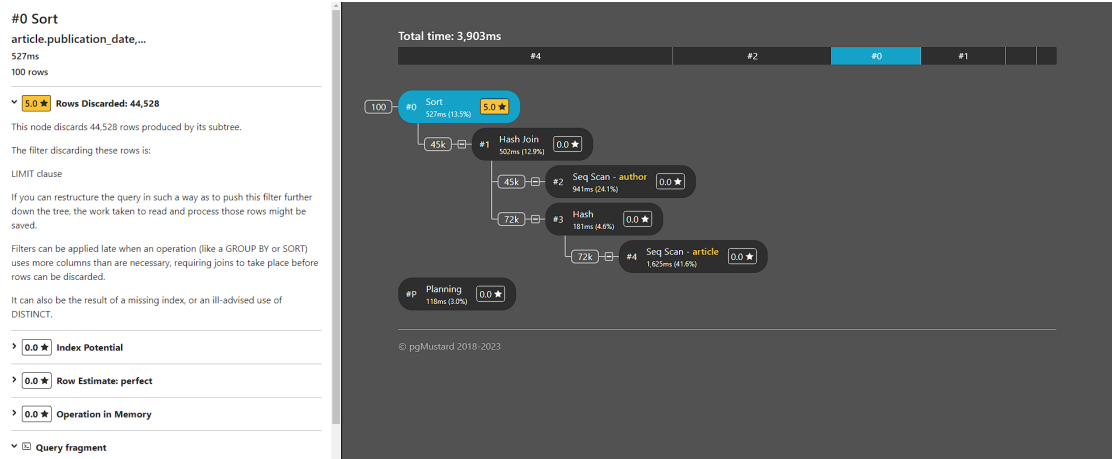 #0 Sort
article.publication_date,...
527ms
100 rows
5.0 ★ Rows Discarded: 44,528
This node discards 44,528 rows produced by its subtree.
The filter discarding these rows is:
LIMIT clause
If you can restructure the query in such a way as to push this filter further
down the tree, the work taken to read and process those rows might be
saved.
Filters can be applied late when an operation (like a GROUP BY or SORT)
uses more columns than are necessary, requiring joins to take place before
rows can be discarded.
It can also be the result of a missing index, or an ill-advised use of
DISTINCT.
0.0 ★ Index Potential
0.0 ★ Row Estimate: perfect
0.0 ★ Operation in Memory
Query fragment
Total time: 3,903ms
#4 #2 #0 #1
100 #0 Sort 5.0 ★
527ms (13.5%)
45k #1 Hash Join 0.0 ★
502ms (12.9%)
45k #2 Seq Scan - author 0.0 ★
941ms (24.1%)
72k #3 Hash 0.0 ★
181ms (4.6%)
72k #4 Seq Scan - article 0.0 ★
1,625ms (41.6%)
#P Planning 0.0 ★
118ms (3.0%)
© pgMustard 2018-2023